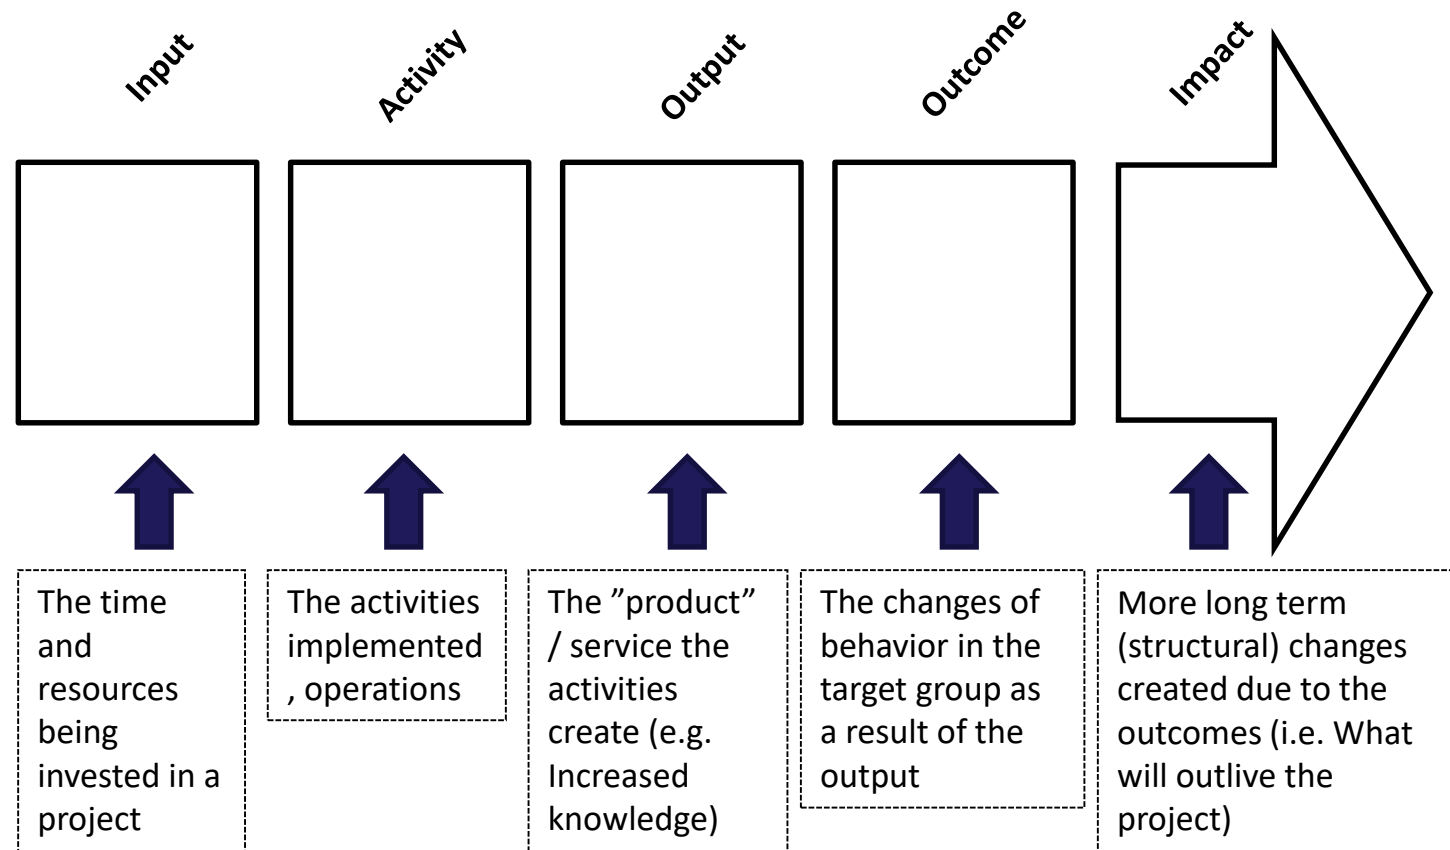 Input
Activity
Output
Outcome
Impact
The time
and
resources
being
invested in a
project
The activities
implemented
, operations
The ”product”
/ service the
activities
create (e.g.
Increased
knowledge)
The changes of
behavior in the
target group as
a result of the
output
More long term
(structural) changes
created due to the
outcomes (i.e. What
will outlive the
project)